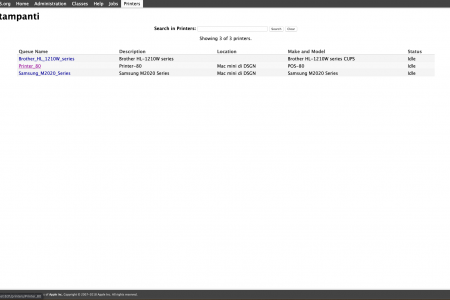 S.org Home Administration Classes Help Jobs Printers
tampanti
Search in Printers: Search Clear
Showing 3 of 3 printers.
Queue Name Description Location Make and Model Status
Brother_HL_1210W_series Brother HL-1210W series Brother HL-1210W series CUPS Idle
Printer_80 Printer-80 Mac mini di DSGN POS-80 Idle
Samsung_M2020_Series Samsung M2020 Series Mac mini di DSGN Samsung M2020 Series Idle
Apple Inc. Copyright © 2007-2018 Apple Inc. All rights reserved.